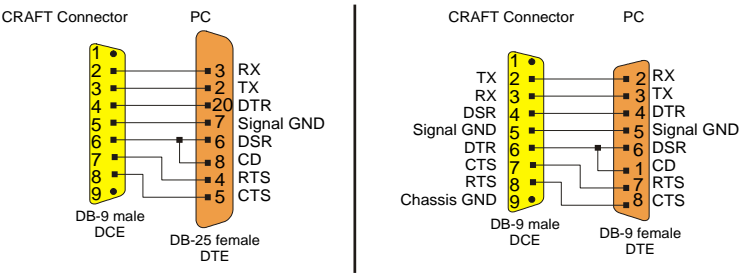 CRAFT Connector PC
1
2 3 RX
3 2 TX
4 20 DTR
5 7 Signal GND
6 6 DSR
7 8 CD
8 4 RTS
9 5 CTS
DB-9 male
DCE
DB-25 female
DTE
CRAFT Connector PC
1
TX 2 2 RX
RX 3 3 TX
DSR 4 4 DTR
Signal GND 5 5 Signal GND
DTR 6 6 DSR
CTS 7 1 CD
RTS 8 7 RTS
Chassis GND 9 8 CTS
DB-9 male
DCE
DB-9 female
DTE